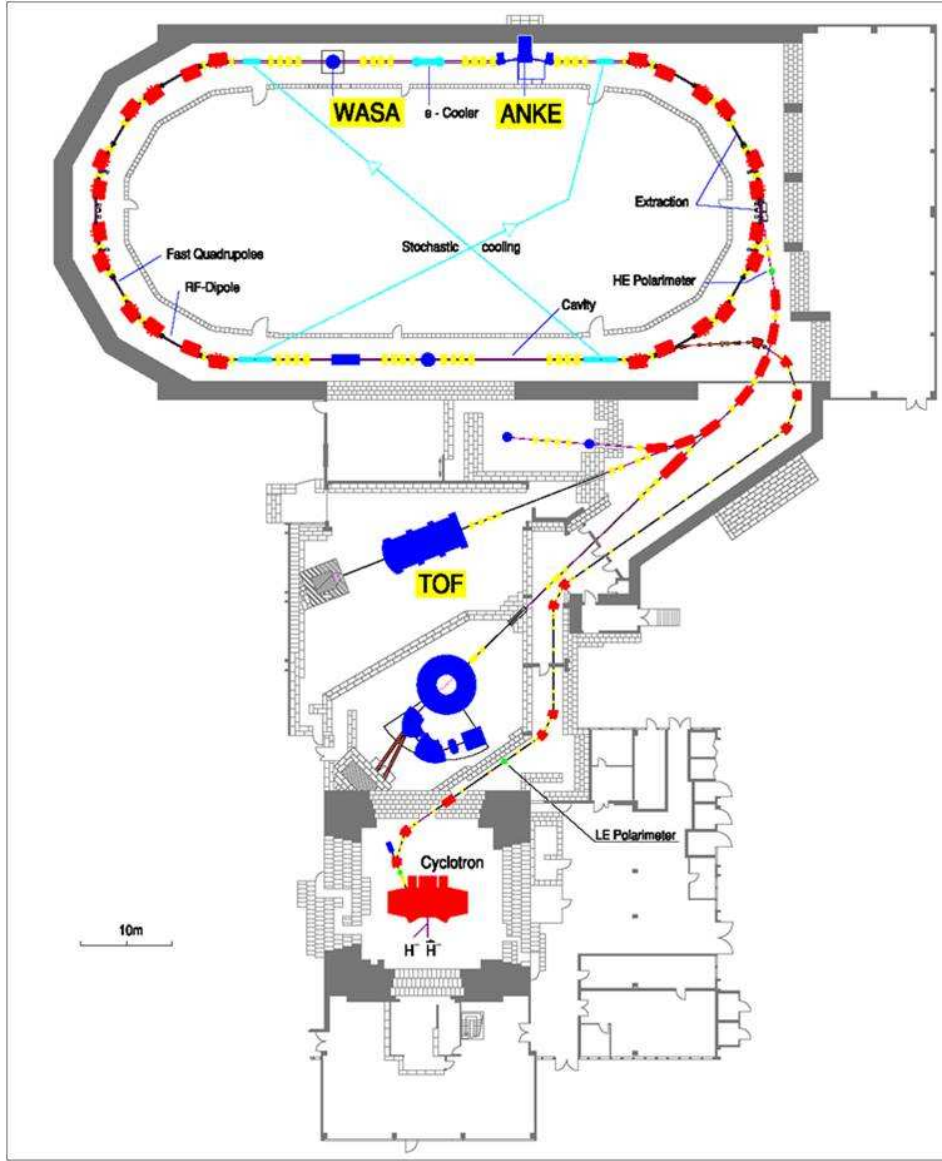 WASA
e - Cooler
ANKE
Extraction
Stochastic cooling
Fast Quadrupoles
HE Polarimeter
RF-Dipole
Cavity
TOF
LE Polarimeter
Cyclotron
10m
H⁻ H⃗⁻